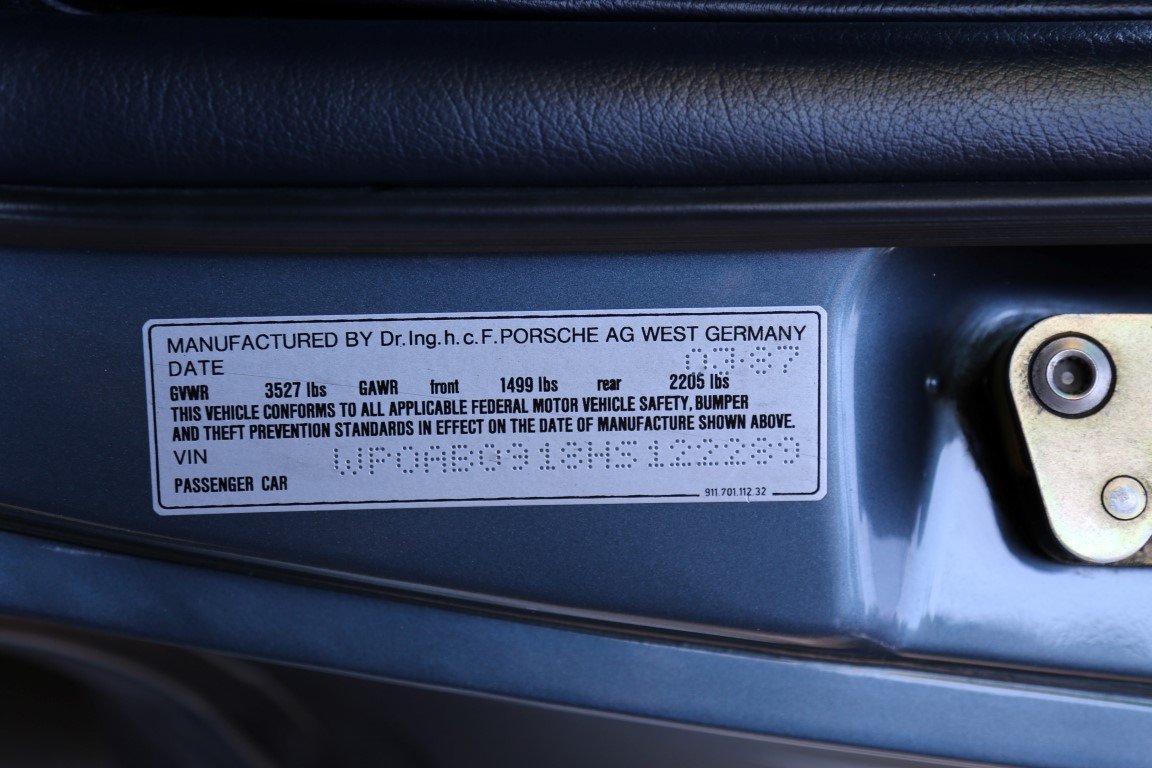 MANUFACTURED BY Dr.Ing.h.c.F.PORSCHE AG WEST GERMANY
DATE 03·87
GVWR 3527 lbs GAWR front 1499 lbs rear 2205 lbs
THIS VEHICLE CONFORMS TO ALL APPLICABLE FEDERAL MOTOR VEHICLE SAFETY, BUMPER
AND THEFT PREVENTION STANDARDS IN EFFECT ON THE DATE OF MANUFACTURE SHOWN ABOVE.
VIN
PASSENGER CAR
911.701.112.32